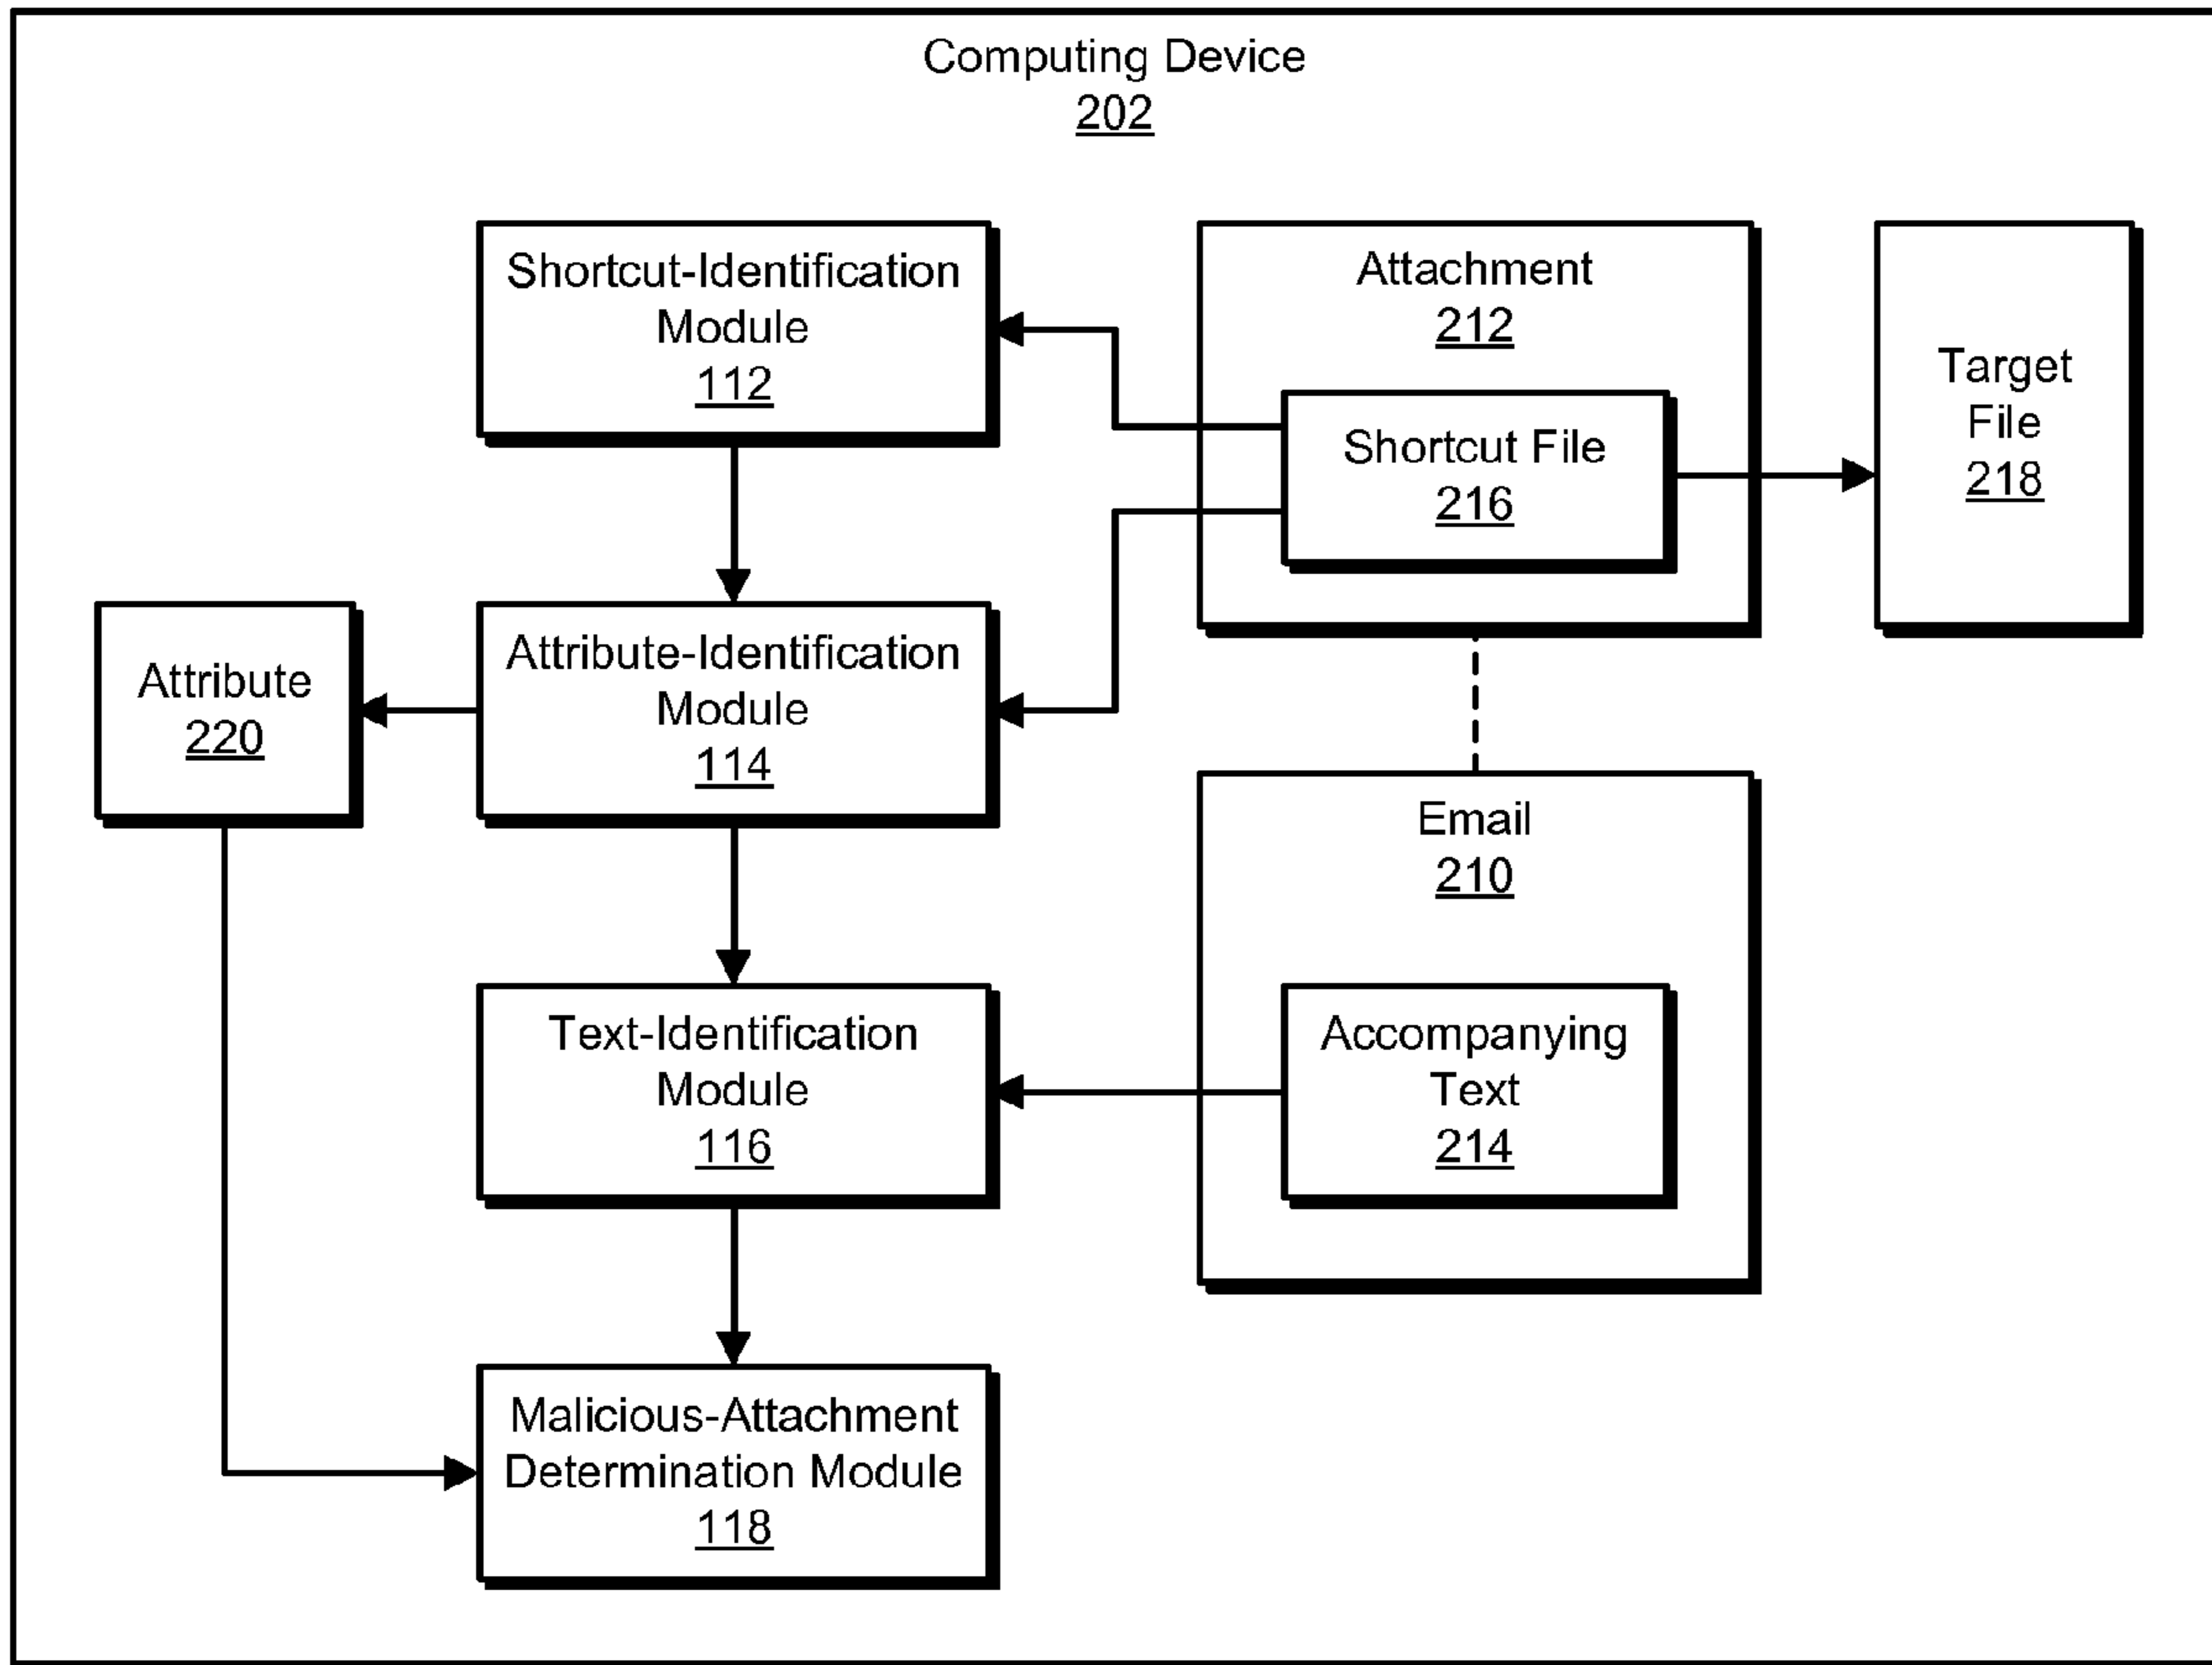 Computing Device
202
Shortcut-Identification
Module
112
Attachment
212
Shortcut File
216
Target
File
218
Attribute
220
Attribute-Identification
Module
114
Email
210
Text-Identification
Module
116
Accompanying
Text
214
Malicious-Attachment
Determination Module
118